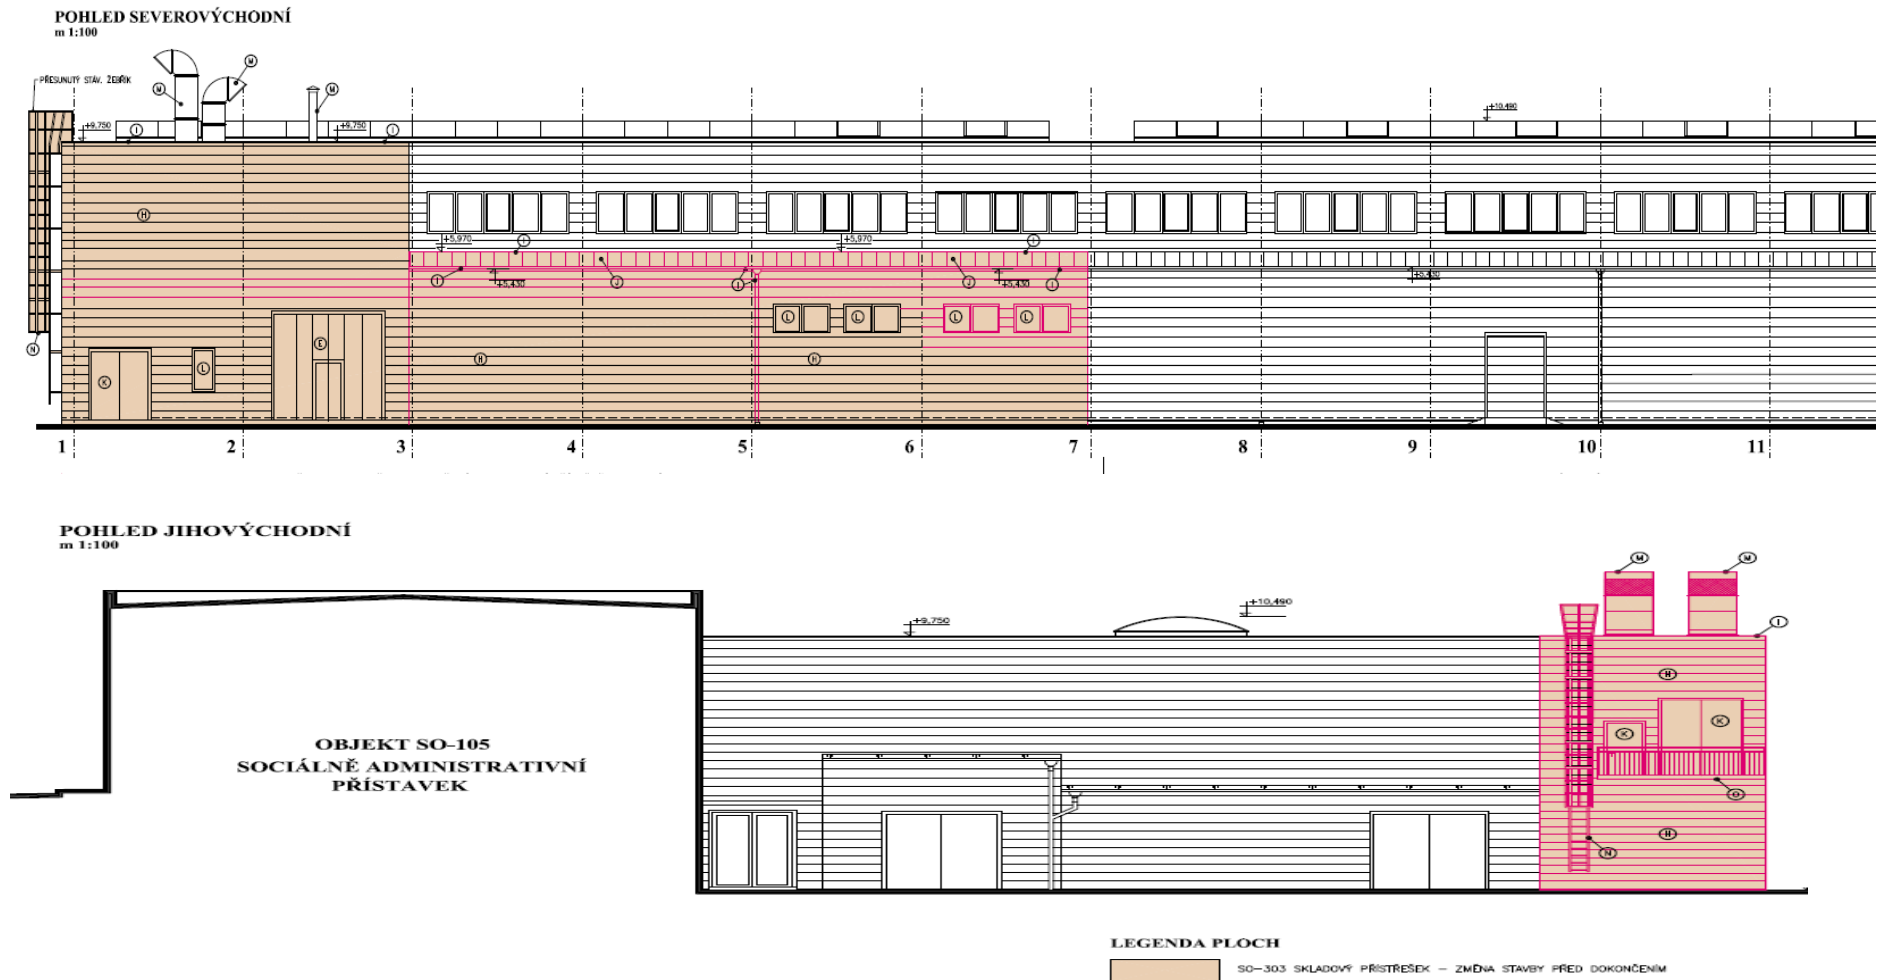 POHLED SEVEROVÝCHODNÍ
m 1:100
PŘESUNUTÝ STÁV. ŽEBŘÍK
M
M
M
+10,490
+9,750
I
+9,750
I
H
+5,970
I
+5,970
I
I
+5,430
J
I
I
+5,430
J
I
+5,430
L
L
L
L
N
E
K
L
H
H
1 2 3 4 5 6 7 8 9 10 11
POHLED JIHOVÝCHODNÍ
m 1:100
M
M
+10,490
+9,750
I
H
K
K
OBJEKT SO-105
SOCIÁLNĚ ADMINISTRATIVNÍ
PŘÍSTAVEK
O
H
N
LEGENDA PLOCH
SO-303 SKLADOVÝ PŘÍSTŘEŠEK - ZMĚNA STAVBY PŘED DOKONČENÍM